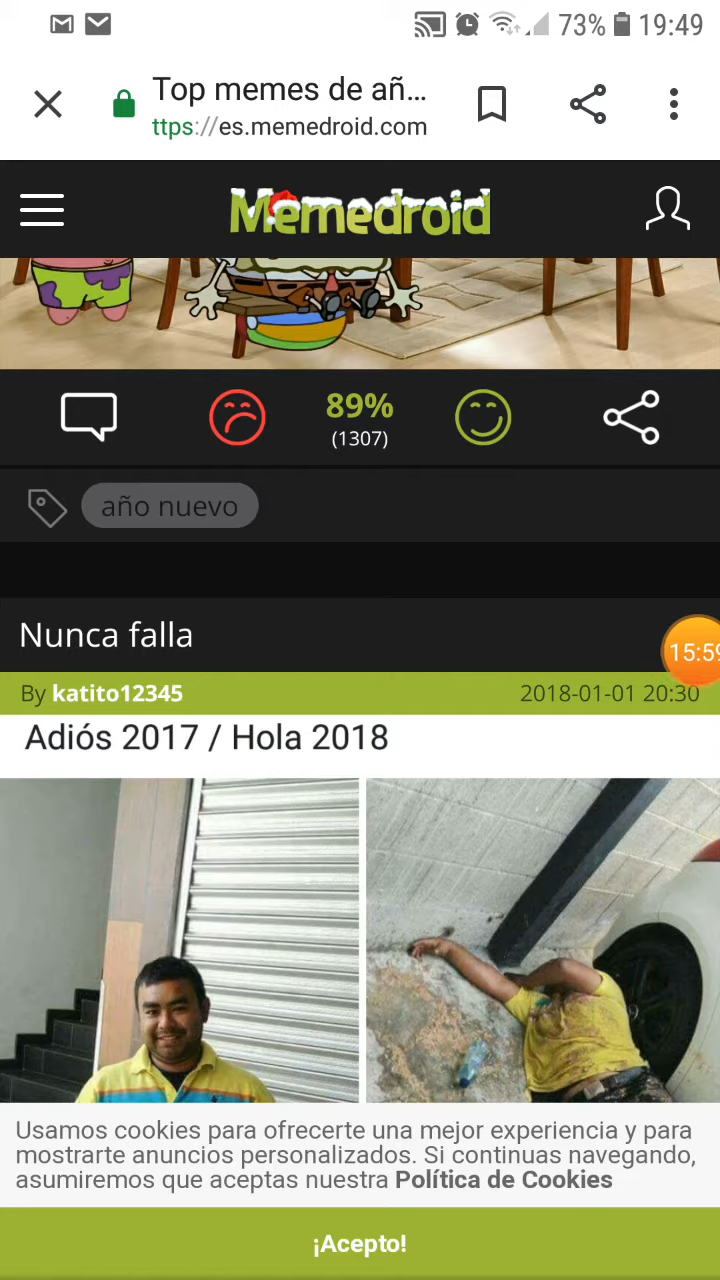 73% 19:49
Top memes de añ...
ttps://es.memedroid.com
Memedroid
89%
(1307)
año nuevo
Nunca falla
15:59
By katito12345 2018-01-01 20:30
Adiós 2017 / Hola 2018
Usamos cookies para ofrecerte una mejor experiencia y para
mostrarte anuncios personalizados. Si continuas navegando,
asumiremos que aceptas nuestra Política de Cookies
¡Acepto!